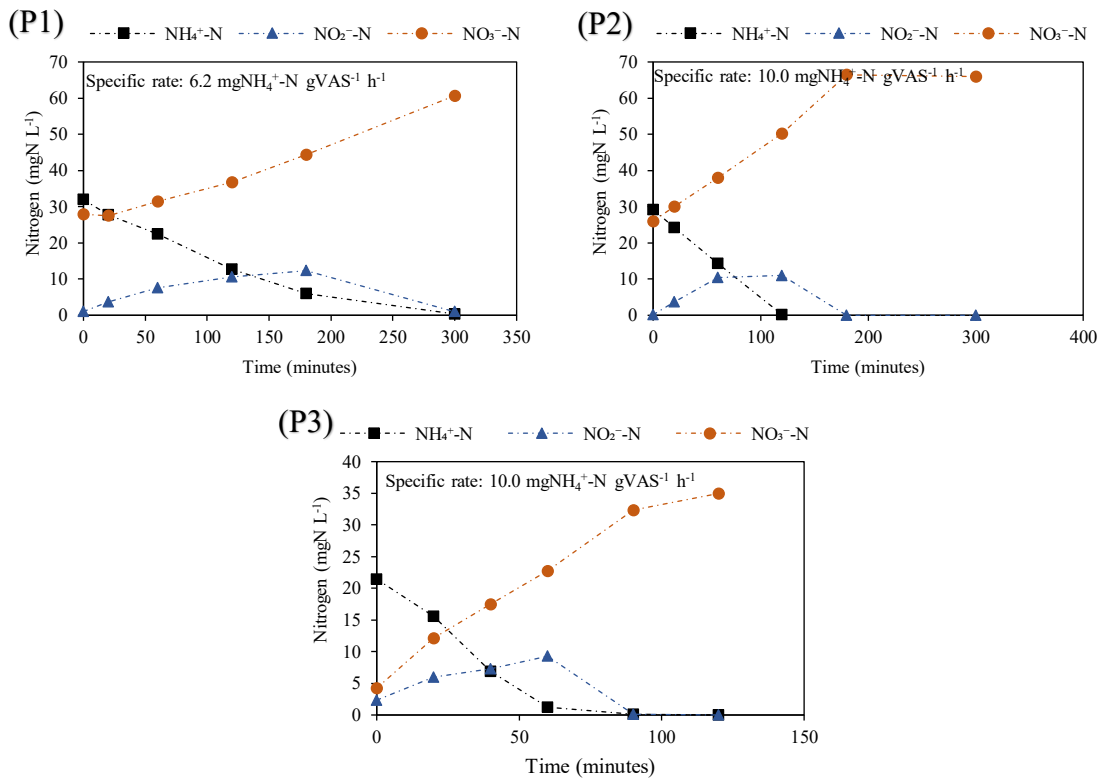 (P1)
NH₄⁺-N NO₂⁻-N NO₃⁻-N
Specific rate: 6.2 mgNH₄⁺-N gVAS⁻¹ h⁻¹
Nitrogen (mgN L⁻¹)
70
60
50
40
30
20
10
0
0 50 100 150 200 250 300 350
Time (minutes)
(P2)
NH₄⁺-N NO₂⁻-N NO₃⁻-N
Specific rate: 10.0 mgNH₄⁺-N gVAS⁻¹ h⁻¹
Nitrogen (mgN L⁻¹)
70
60
50
40
30
20
10
0
0 100 200 300 400
Time (minutes)
(P3)
NH₄⁺-N NO₂⁻-N NO₃⁻-N
Specific rate: 10.0 mgNH₄⁺-N gVAS⁻¹ h⁻¹
Nitrogen (mgN L⁻¹)
40
35
30
25
20
15
10
5
0
0 50 100 150
Time (minutes)